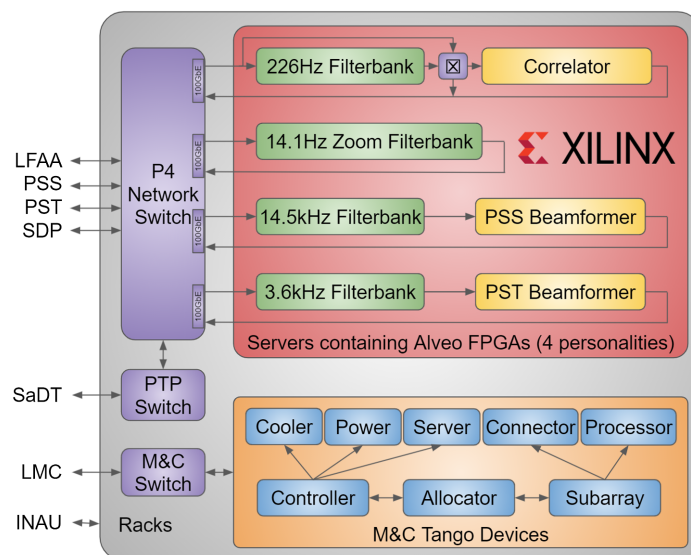 LFAA
PSS
PST
SDP
SaDT
LMC
INAU
P4
Network
Switch
100GbE
100GbE
100GbE
100GbE
PTP
Switch
M&C
Switch
Racks
226Hz Filterbank
Correlator
14.1Hz Zoom Filterbank
XILINX
14.5kHz Filterbank
PSS Beamformer
3.6kHz Filterbank
PST Beamformer
Servers containing Alveo FPGAs (4 personalities)
Cooler
Power
Server
Connector
Processor
Controller
Allocator
Subarray
M&C Tango Devices